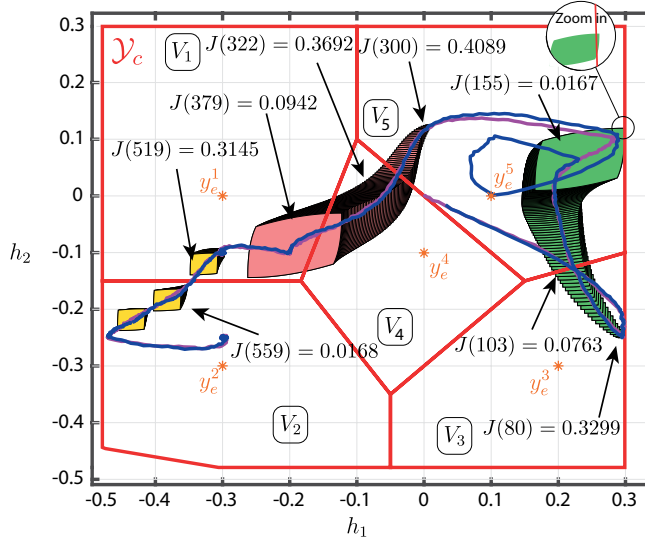 Zoom in
0.3
0.2
0.1
0
-0.1
-0.2
-0.3
-0.4
-0.5
h₂
𝒴_c
V₁
J(322) = 0.3692
J(300) = 0.4089
J(379) = 0.0942
J(155) = 0.0167
V₅
J(519) = 0.3145
y_e^1
y_e^5
y_e^4
V₄
J(559) = 0.0168
J(103) = 0.0763
y_e^2
y_e^3
V₂
V₃
J(80) = 0.3299
-0.5 -0.4 -0.3 -0.2 -0.1 0 0.1 0.2 0.3
h₁